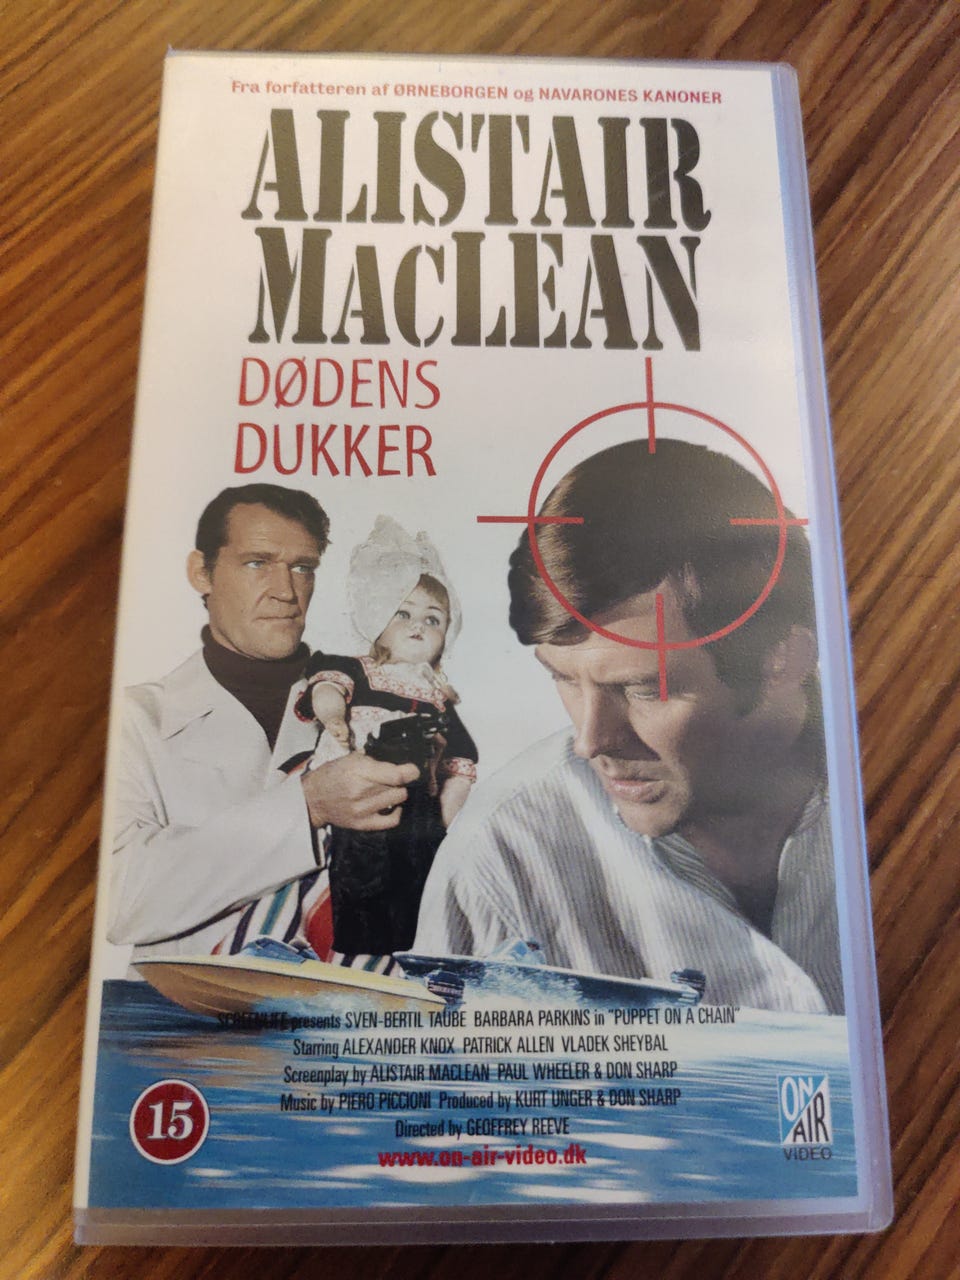 Fra forfatteren af ØRNEBORGEN og NAVARONES KANONER
ALISTAIR
MACLEAN
DØDENS
DUKKER
SCREENLIFE presents SVEN-BERTIL TAUBE BARBARA PARKINS in "PUPPET ON A CHAIN"
Starring ALEXANDER KNOX PATRICK ALLEN VLADEK SHEYBAL
Screenplay by ALISTAIR MACLEAN PAUL WHEELER & DON SHARP
Music by PIERO PICCIONI Produced by KURT UNGER & DON SHARP
Directed by GEOFFREY REEVE
www.on-air-video.dk
15
ON
AIR
VIDEO